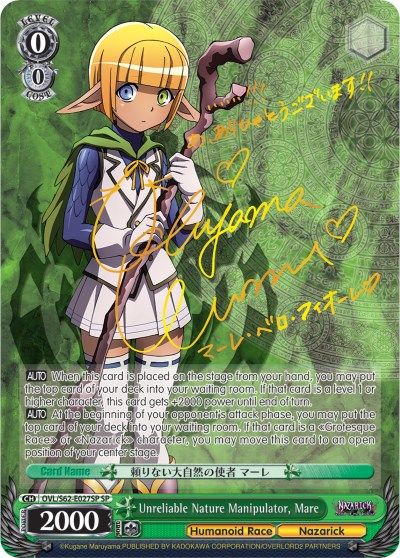 LEVEL
0
0
COST
ありがとうございます!!
Uchiyama
Yumi
マーレ・ベロ・フィオーレ
AUTO When this card is placed on the stage from your hand, you may put
the top card of your deck into your waiting room. If that card is a level 1
or higher character, this card gets +2000 power until end of turn.
AUTO At the beginning of your opponent's attack phase, you may put the
top card of your deck into your waiting room. If that card is a <Grotesque
Race> or <Nazarick> character, you may move this card to an open
position of your center stage.
Card Name
頼りない大自然の使者 マーレ
CH OVL/S62-E027SP SP
Unreliable Nature Manipulator, Mare
NAZARICK
2000
Humanoid Race
Nazarick
©Kugane Maruyama,PUBLISHED BY KADOKAWA CORPORATION/OVERLORD2 PARTNERS